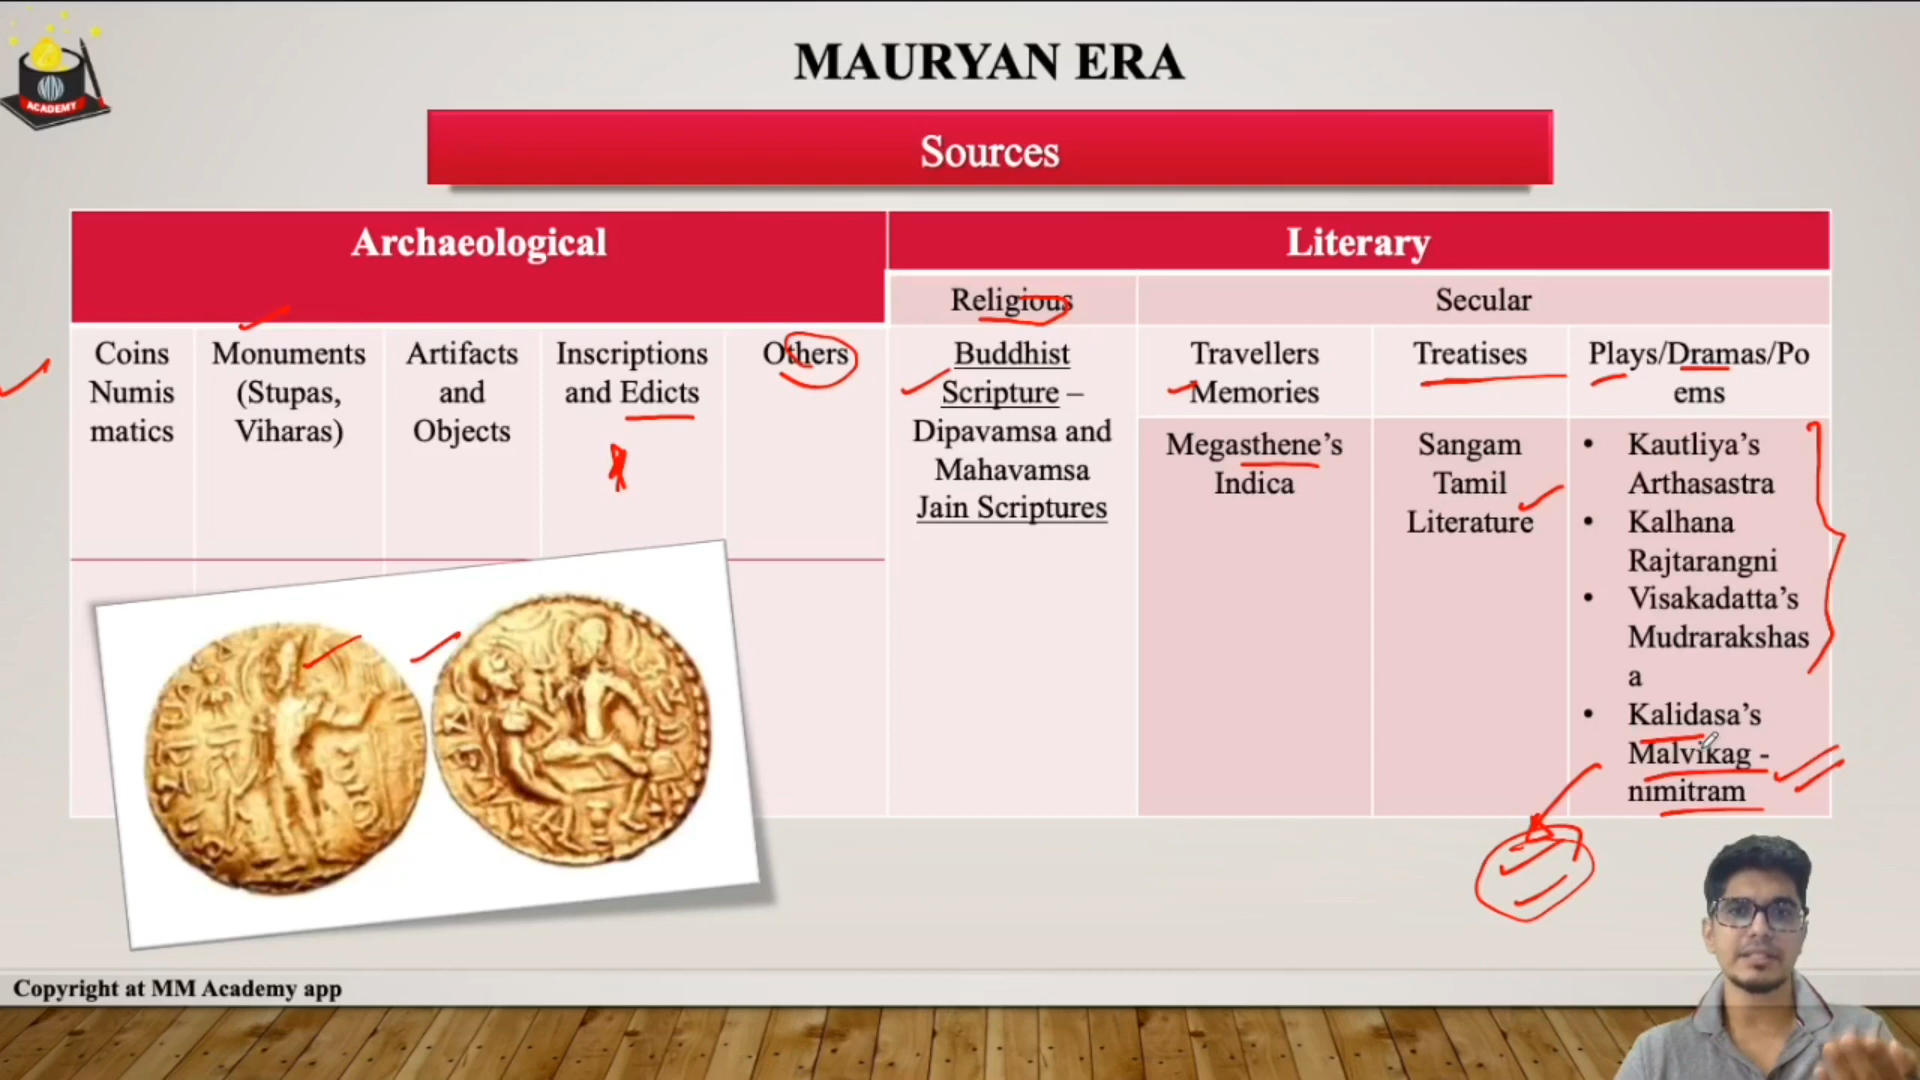 ACADEMY
MAURYAN ERA
Sources
Archaeological
Literary
Religious
Secular
Coins
Numis
matics
Monuments
(Stupas,
Viharas)
Artifacts
and
Objects
Inscriptions
and Edicts
Others
Buddhist
Scripture –
Dipavamsa and
Mahavamsa
Jain Scriptures
Travellers
Memories
Treatises
Plays/Dramas/Po
ems
Megasthene’s
Indica
Sangam
Tamil
Literature
• Kautliya’s
Arthasastra
• Kalhana
Rajtarangni
• Visakadatta’s
Mudrarakshas
a
• Kalidasa’s
Malvikag -
nimitram
Copyright at MM Academy app